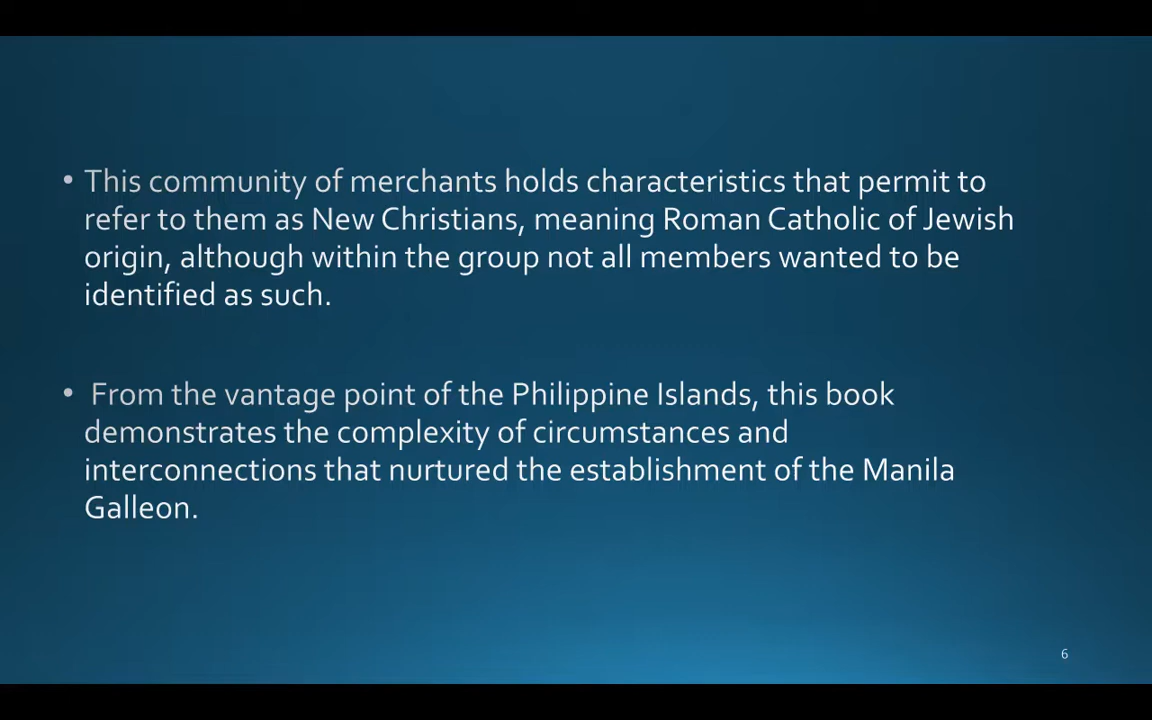 • This community of merchants holds characteristics that permit to
refer to them as New Christians, meaning Roman Catholic of Jewish
origin, although within the group not all members wanted to be
identified as such.
• From the vantage point of the Philippine Islands, this book
demonstrates the complexity of circumstances and
interconnections that nurtured the establishment of the Manila
Galleon.
6